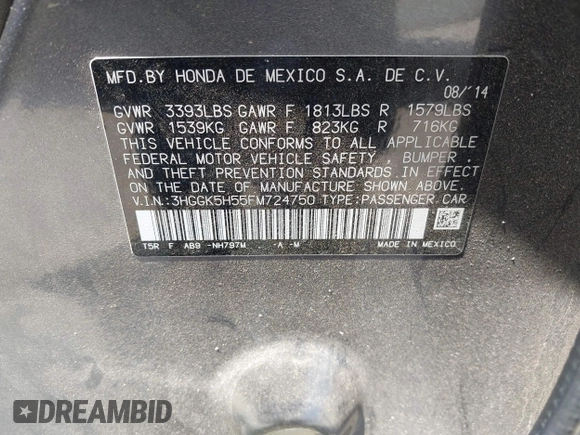 MFD.BY HONDA DE MEXICO S.A. DE C.V.
08/'14
GVWR 3393LBS GAWR F 1813LBS R 1579LBS
GVWR 1539KG GAWR F 823KG R 716KG
THIS VEHICLE CONFORMS TO ALL APPLICABLE
FEDERAL MOTOR VEHICLE SAFETY , BUMPER ,
AND THEFT PREVENTION STANDARDS IN EFFECT
ON THE DATE OF MANUFACTURE SHOWN ABOVE.
V.I.N.:3HGGK5H55FM724750 TYPE:PASSENGER CAR
T5R F AB9 -NH797M -A -M MADE IN MEXICO
DREAMBID